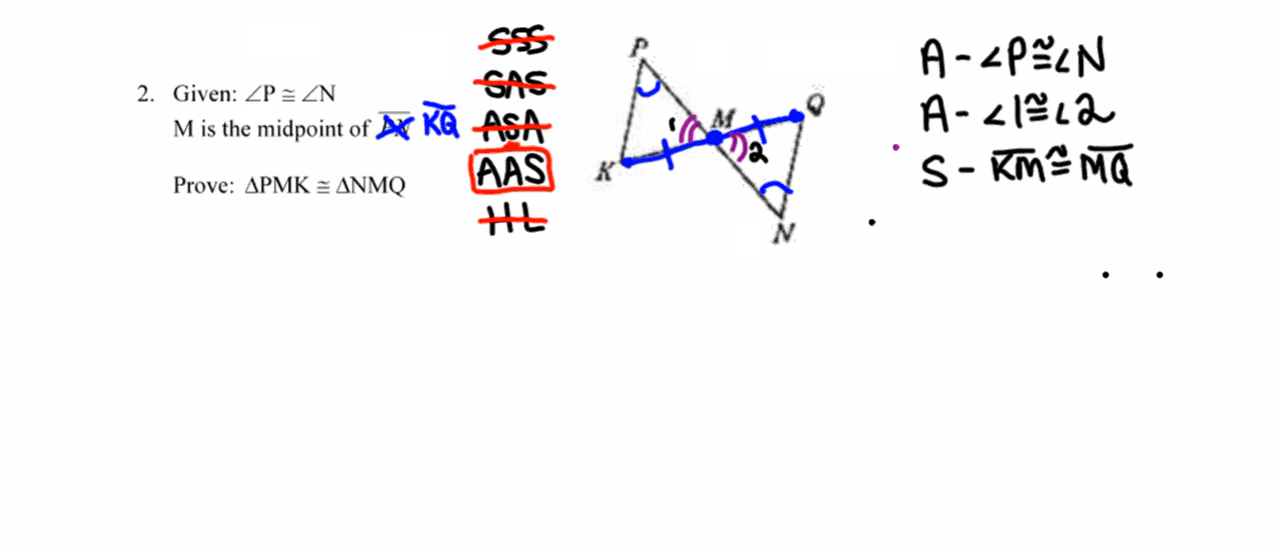 2. Given: ∠P ≅ ∠N
M is the midpoint of KQ
Prove: ΔPMK ≅ ΔNMQ
SSS
SAS
ASA
AAS
HL
P
K
1
M
2
Q
N
A - ∠P ≅ ∠N
A - ∠1 ≅ ∠2
S - KM ≅ MQ